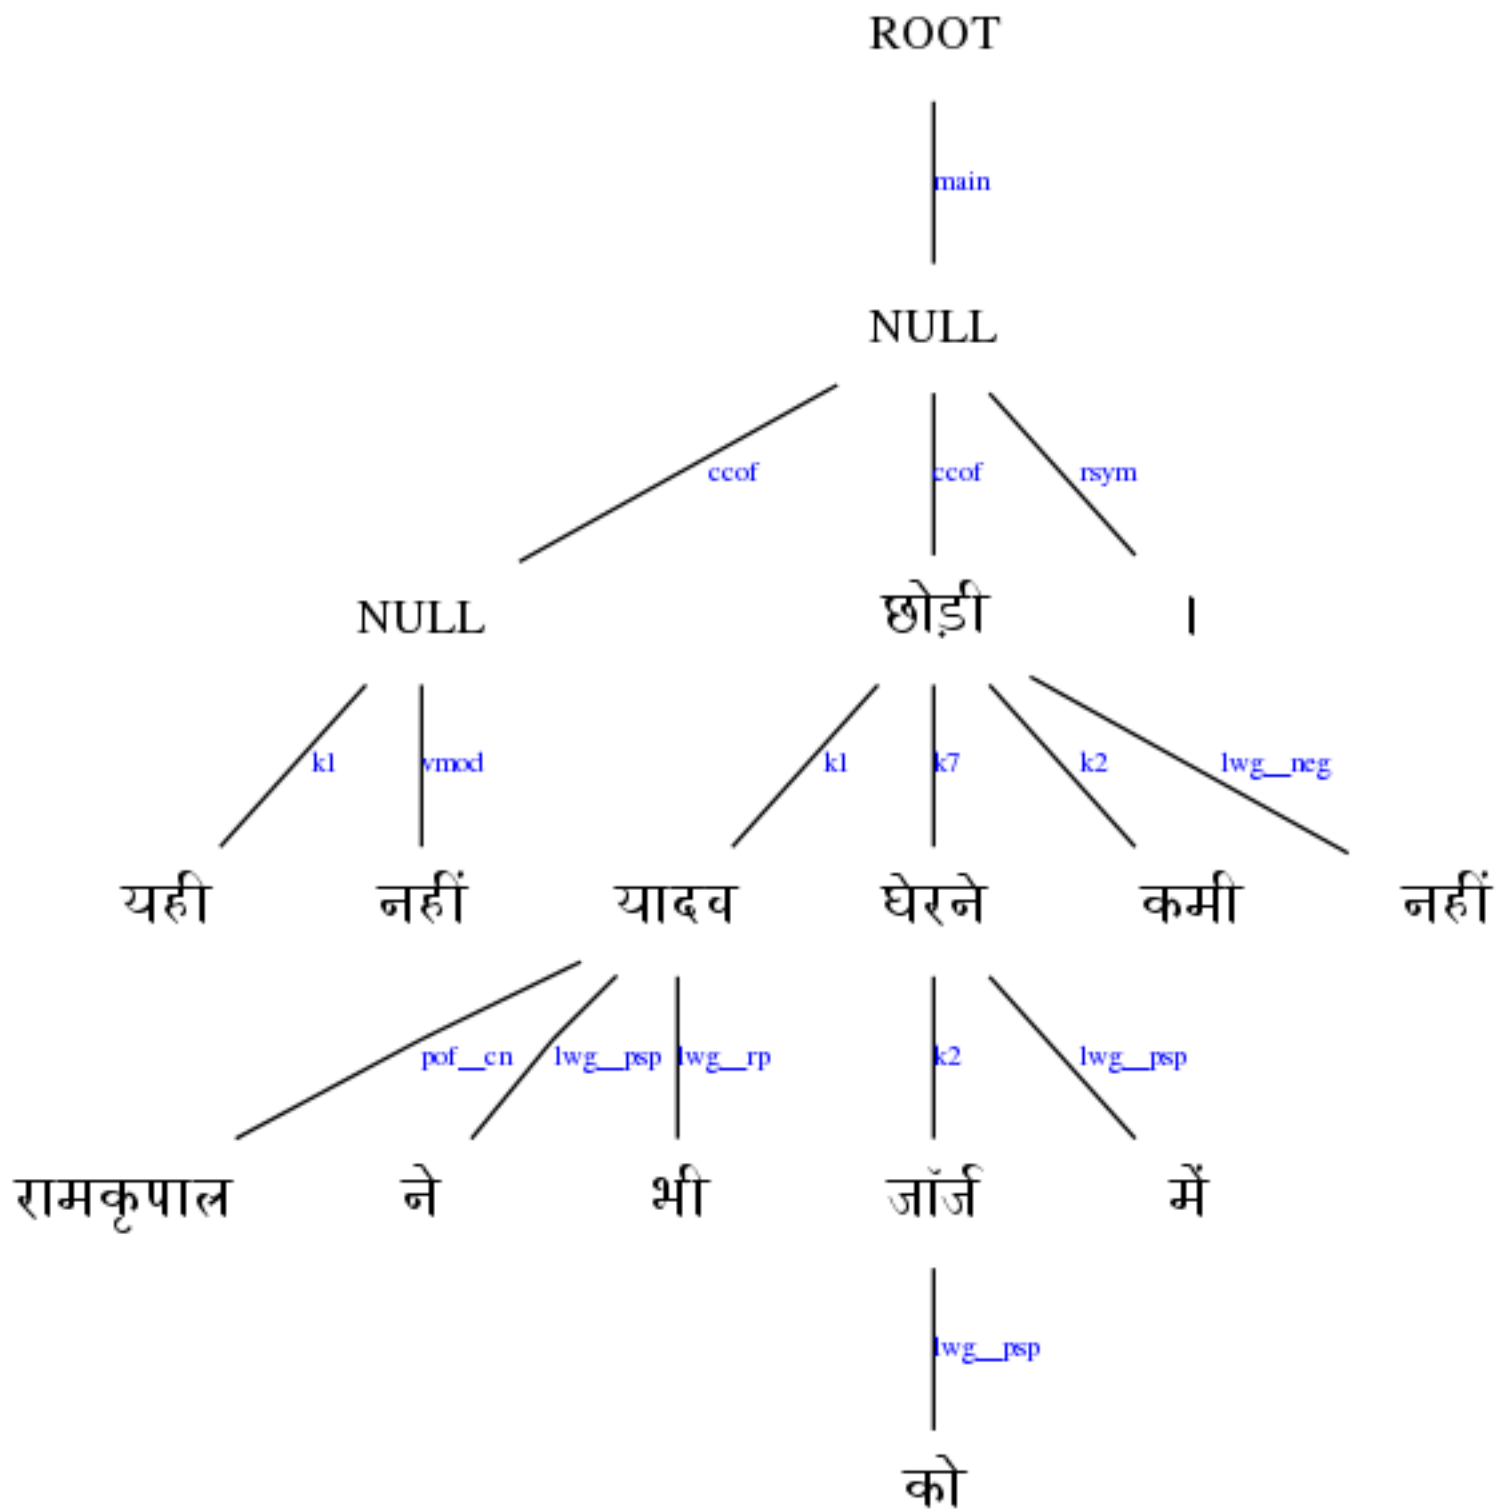 ROOT
main
NULL
ccof ccof rsym
NULL छोड़ी ।
k1 vmod k1 k7 k2 lwg__neg
यही नहीं यादव घेरने कमी नहीं
pof__cn lwg__psp lwg__rp k2 lwg__psp
रामकृपाल ने भी जॉर्ज में
lwg__psp
को